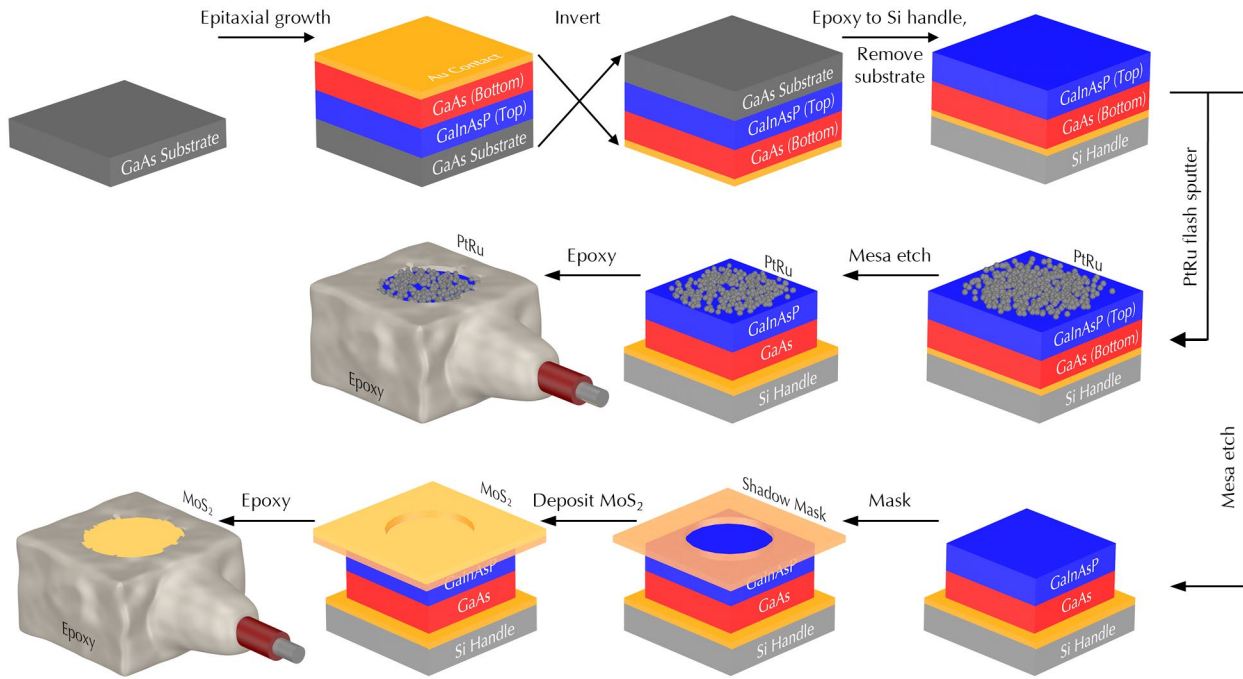 Epitaxial growth
Invert
Epoxy to Si handle,
Remove
substrate
GaAs Substrate
Au Contact
GaAs (Bottom)
GaInAsP (Top)
GaAs Substrate
GaAs Substrate
GaInAsP (Top)
GaAs (Bottom)
GaInAsP (Top)
GaAs (Bottom)
Si Handle
PtRu flash sputter
PtRu
Epoxy
Epoxy
PtRu
GaInAsP
GaAs
Si Handle
Mesa etch
PtRu
GaInAsP (Top)
GaAs (Bottom)
Si Handle
Mesa etch
MoS₂
Epoxy
Epoxy
MoS₂
GaInAsP
GaAs
Si Handle
Deposit MoS₂
Shadow Mask
GaInAsP
GaAs
Si Handle
Mask
GaInAsP
GaAs
Si Handle